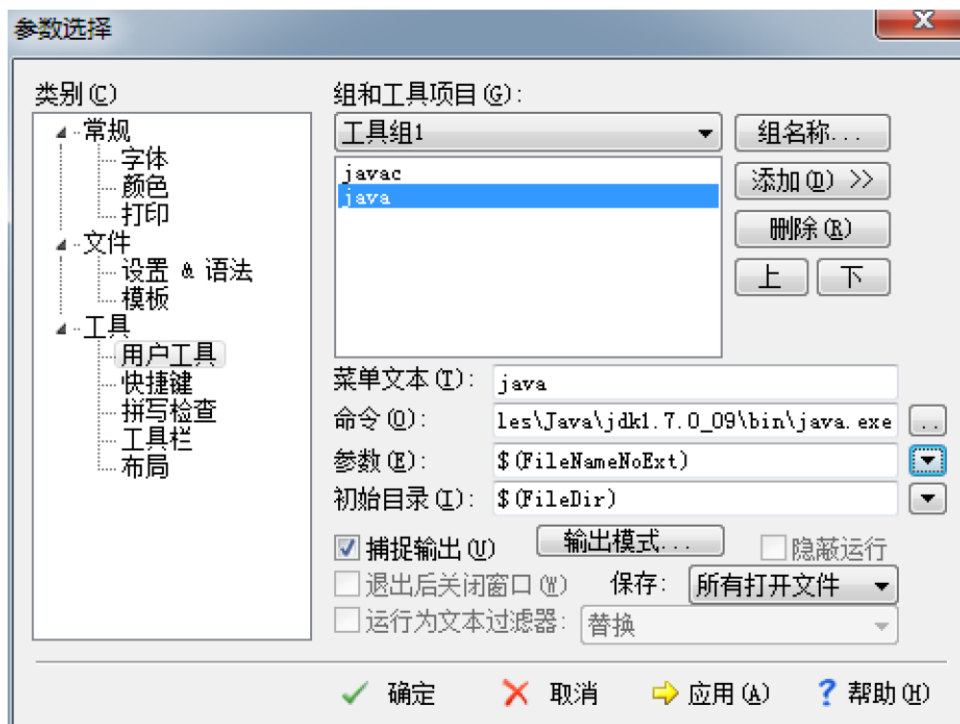 参数选择
类别(C)
常规
字体
颜色
打印
文件
设置 & 语法
模板
工具
用户工具
快捷键
拼写检查
工具栏
布局
组和工具项目(G):
工具组1
组名称...
javac
java
添加(D) >>
删除(R)
上 下
菜单文本(T): java
命令(O): les\Java\jdk1.7.0_09\bin\java.exe ..
参数(E): $(FileNameNoExt)
初始目录(I): $(FileDir)
捕捉输出(U) 输出模式... 隐蔽运行
退出后关闭窗口(W) 保存: 所有打开文件
运行为文本过滤器: 替换
确定 取消 应用(A) 帮助(H)